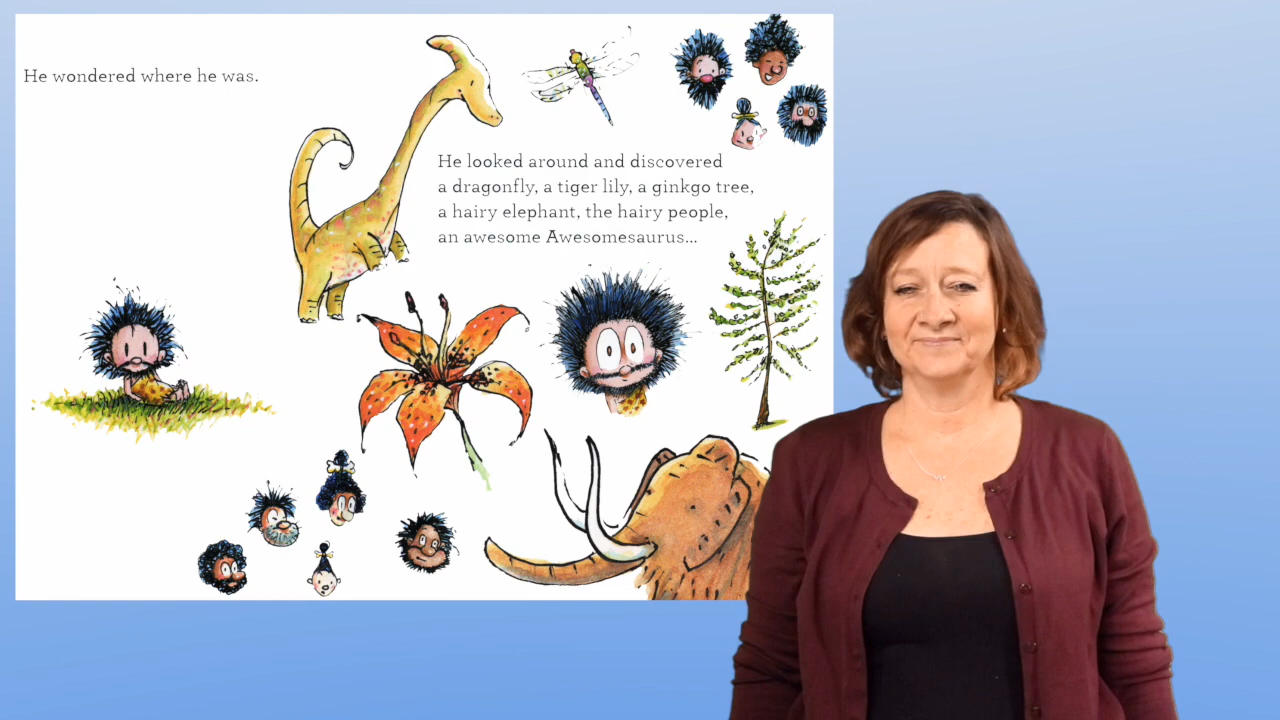 He wondered where he was.
He looked around and discovered
a dragonfly, a tiger lily, a ginkgo tree,
a hairy elephant, the hairy people,
an awesome Awesomesaurus...